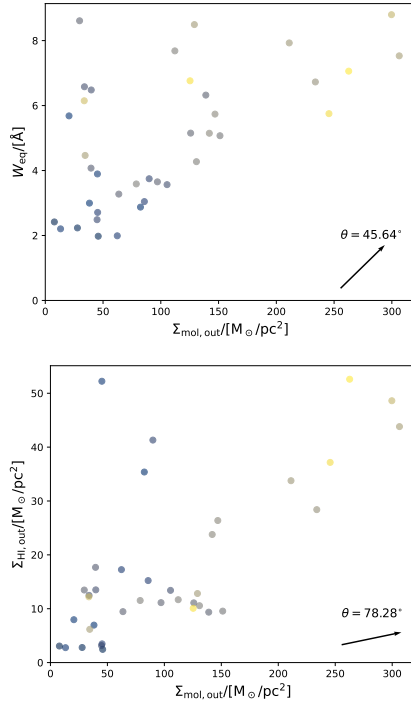 8
6
4
2
0
W_eq/[Å]
θ = 45.64°
0 50 100 150 200 250 300
Σ_mol,out/[M_⊙/pc²]
50
40
30
20
10
0
Σ_HI,out/[M_⊙/pc²]
θ = 78.28°
0 50 100 150 200 250 300
Σ_mol,out/[M_⊙/pc²]